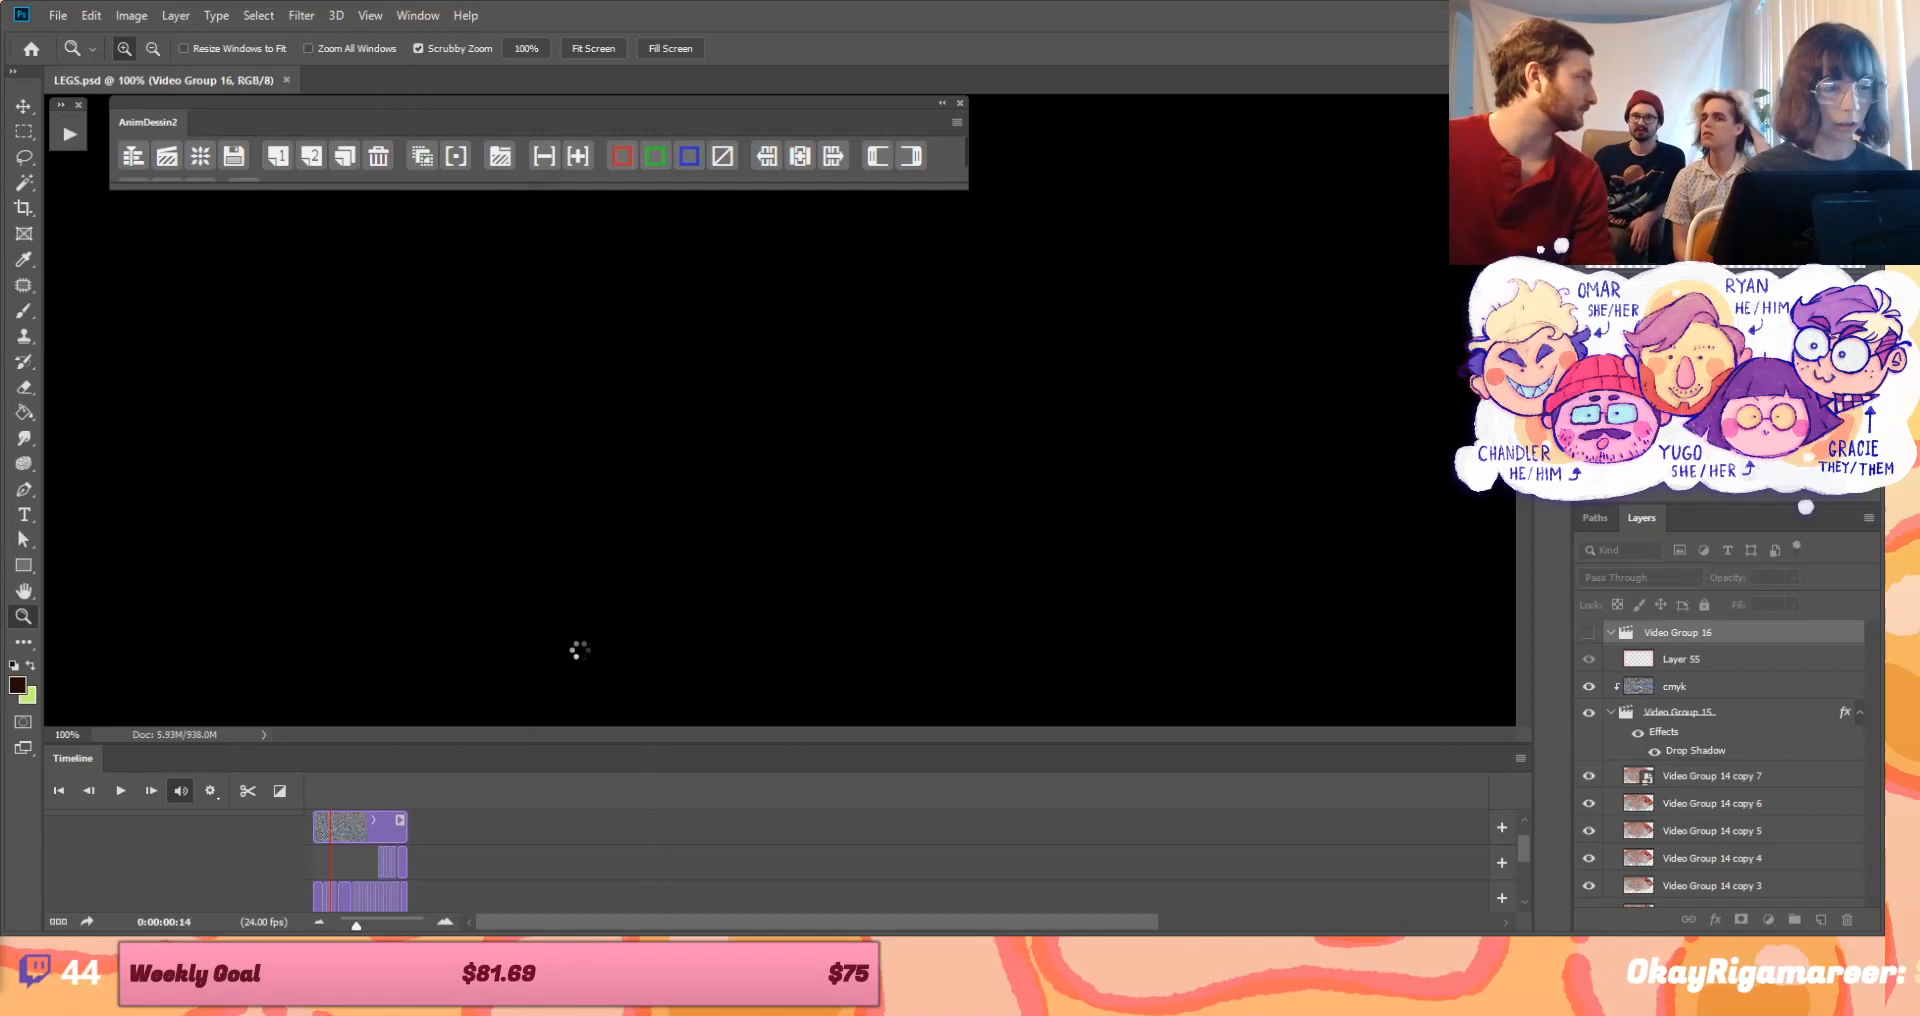 Ps File Edit Image Layer Type Select Filter 3D View Window Help
Resize Windows to Fit Zoom All Windows Scrubby Zoom 100% Fit Screen Fill Screen
LEGS.psd @ 100% (Video Group 16, RGB/8)
AnimDessin2
1 2
OMAR
SHE/HER
RYAN
HE/HIM
CHANDLER
HE/HIM
YUGO
SHE/HER
GRACIE
THEY/THEM
Paths Layers
Kind
Pass Through Opacity:
Lock: Fill:
Video Group 16
Layer 55
cmyk
Video Group 15 fx
Effects
Drop Shadow
Video Group 14 copy 7
Video Group 14 copy 6
Video Group 14 copy 5
Video Group 14 copy 4
Video Group 14 copy 3
fx
100% Doc: 5.93M/938.0M
Timeline
0:00:00:14 (24.00 fps)
44 Weekly Goal $81.69 $75
OkayRigamareer: